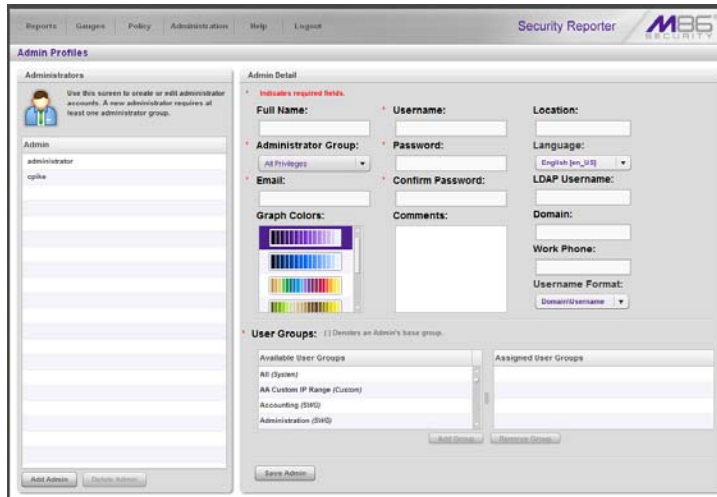 Reports Gauges Policy Administration Help Logout
Security Reporter
M86
SECURITY
Admin Profiles
Administrators
Use this screen to create or edit administrator
accounts. A new administrator requires at
least one administrator group.
Admin
administrator
cpike
Add Admin Delete Admin
Admin Detail
* Indicates required fields.
Full Name: * Username: Location:
* Administrator Group: * Password: Language:
All Privileges English [en_US]
* Email: * Confirm Password: LDAP Username:
Graph Colors: Comments: Domain:
Work Phone:
Username Format:
Domain\Username
* User Groups: [ ] Denotes an Admin's base group.
Available User Groups Assigned User Groups
All (System)
AA Custom IP Range (Custom)
Accounting (SWG)
Administration (SWG)
Add Group Remove Group
Save Admin